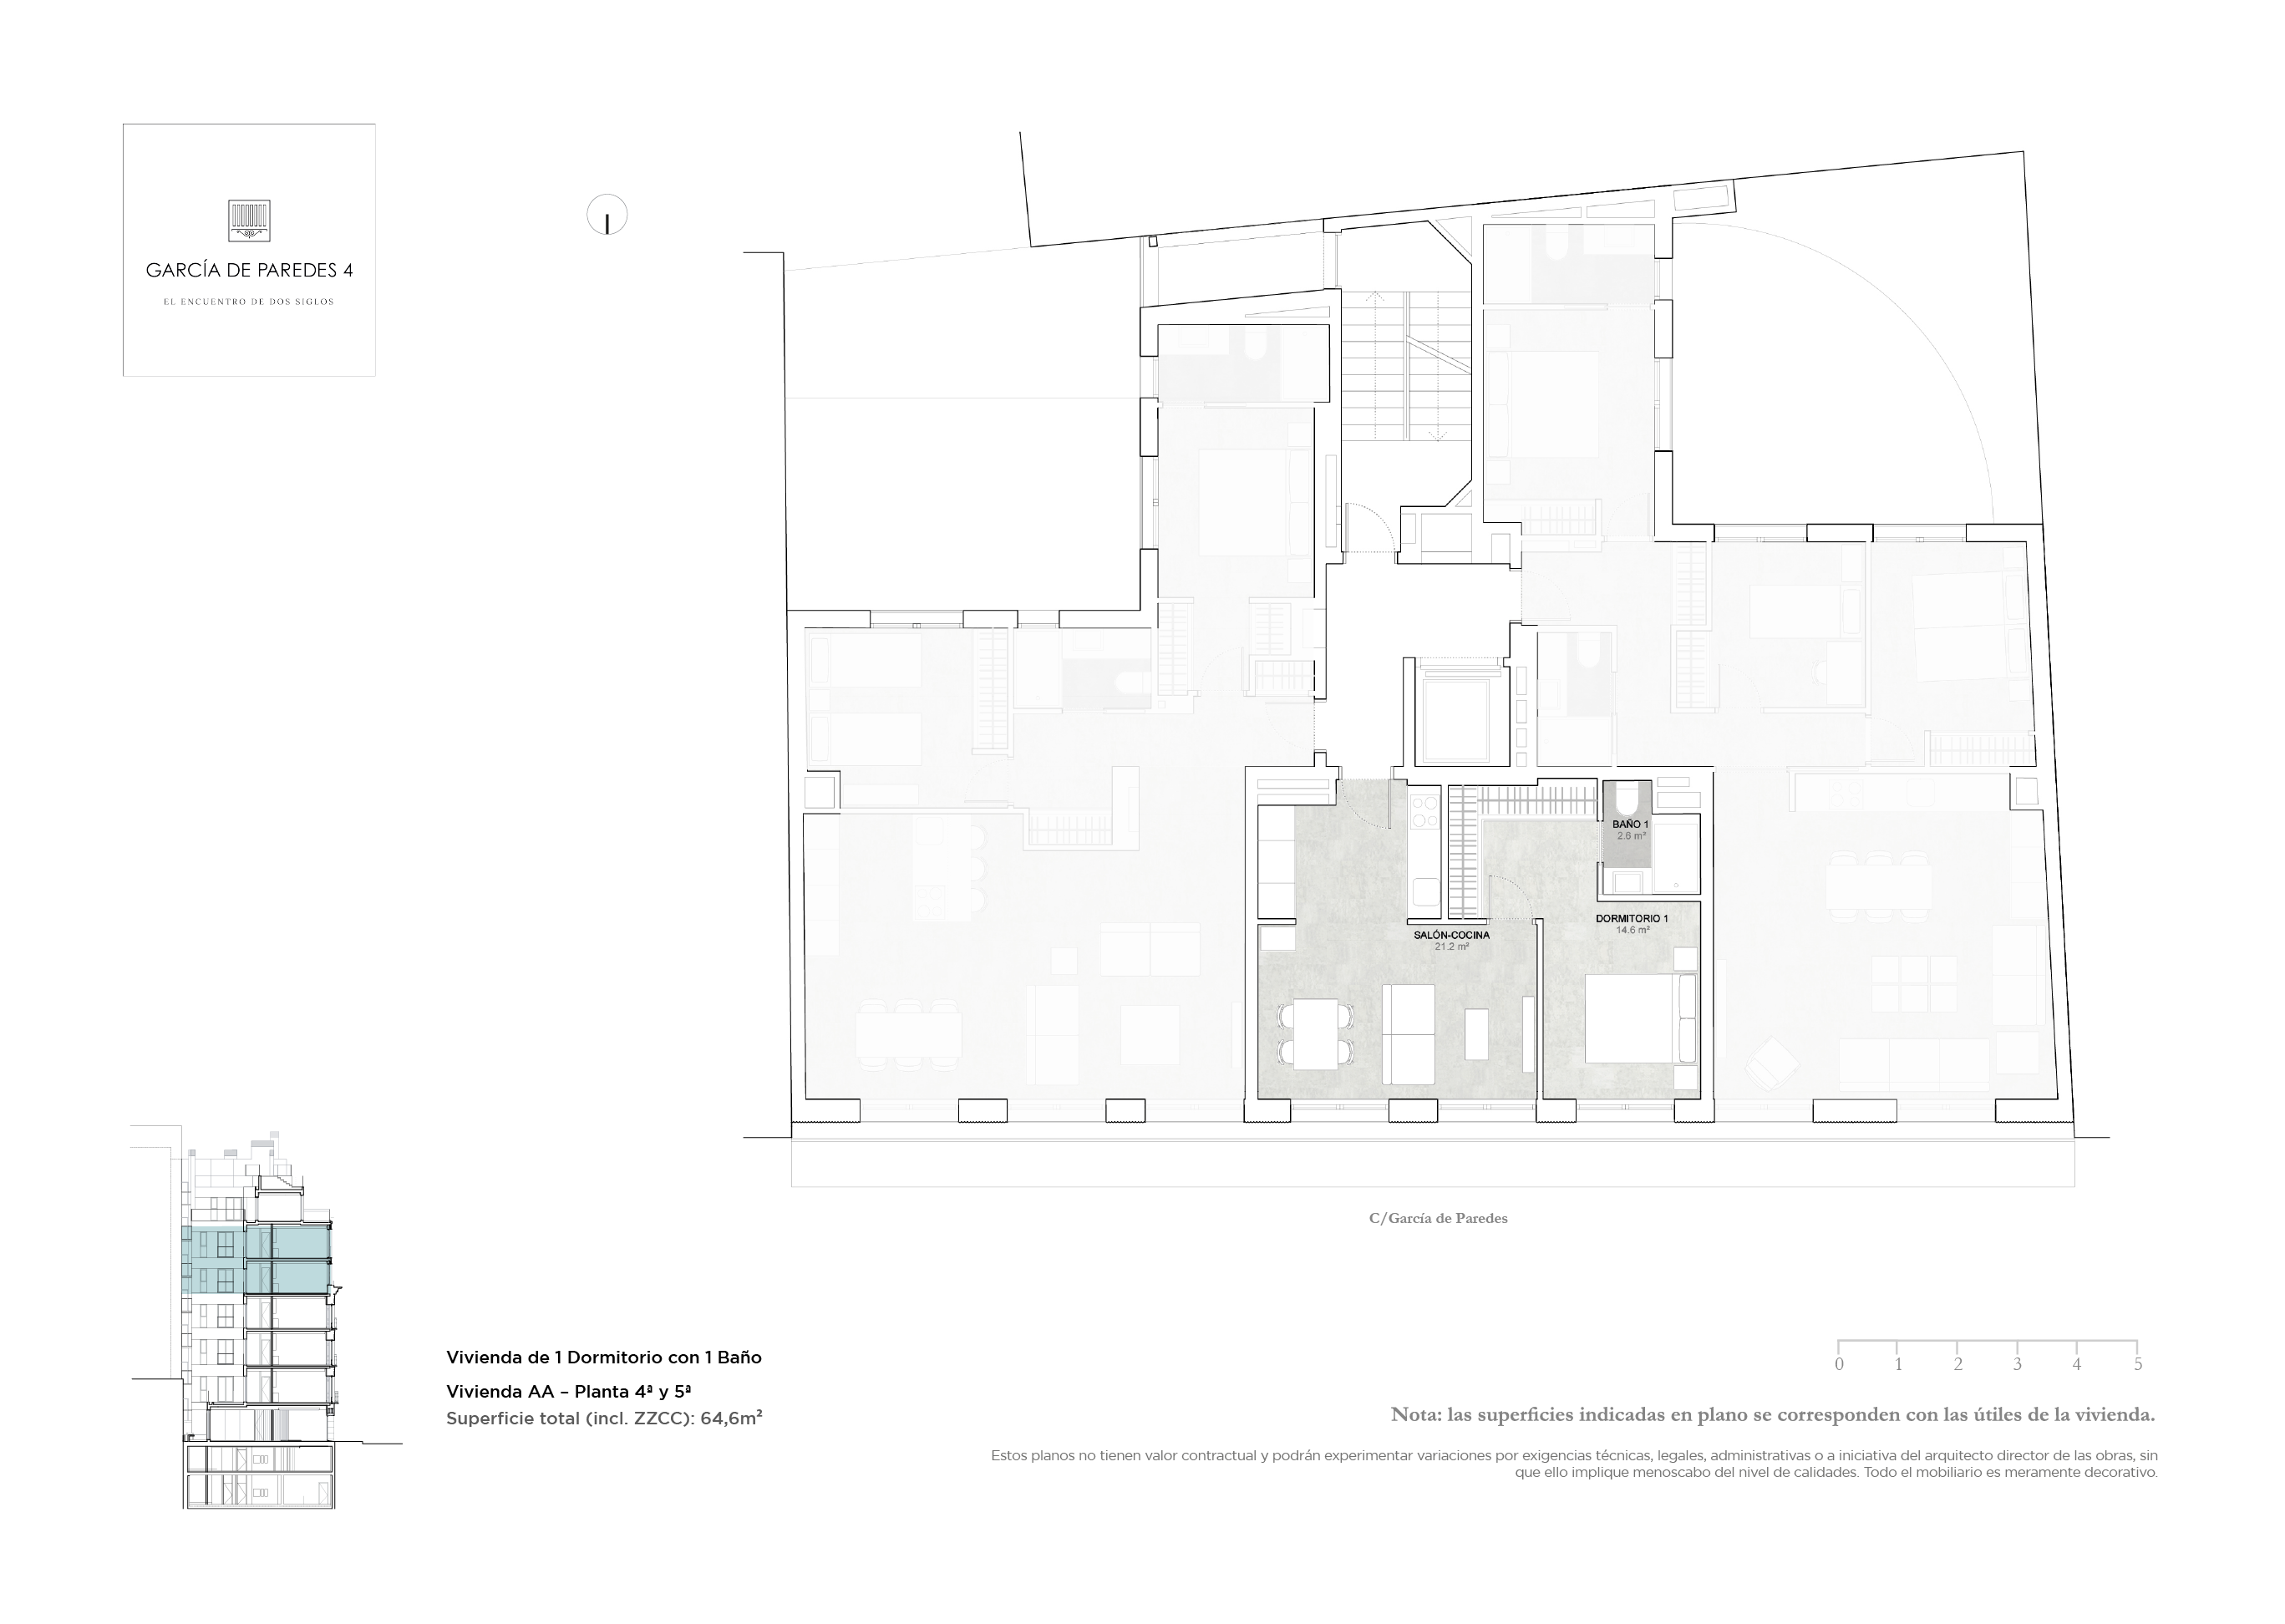 GARCÍA DE PAREDES 4
EL ENCUENTRO DE DOS SIGLOS
BAÑO 1
2.6 m²
DORMITORIO 1
14.6 m²
SALÓN-COCINA
21.2 m²
C/García de Paredes
Vivienda de 1 Dormitorio con 1 Baño
Vivienda AA – Planta 4ª y 5ª
Superficie total (incl. ZZCC): 64,6m²
0 1 2 3 4 5
Nota: las superficies indicadas en plano se corresponden con las útiles de la vivienda.
Estos planos no tienen valor contractual y podrán experimentar variaciones por exigencias técnicas, legales, administrativas o a iniciativa del arquitecto director de las obras, sin
que ello implique menoscabo del nivel de calidades. Todo el mobiliario es meramente decorativo.